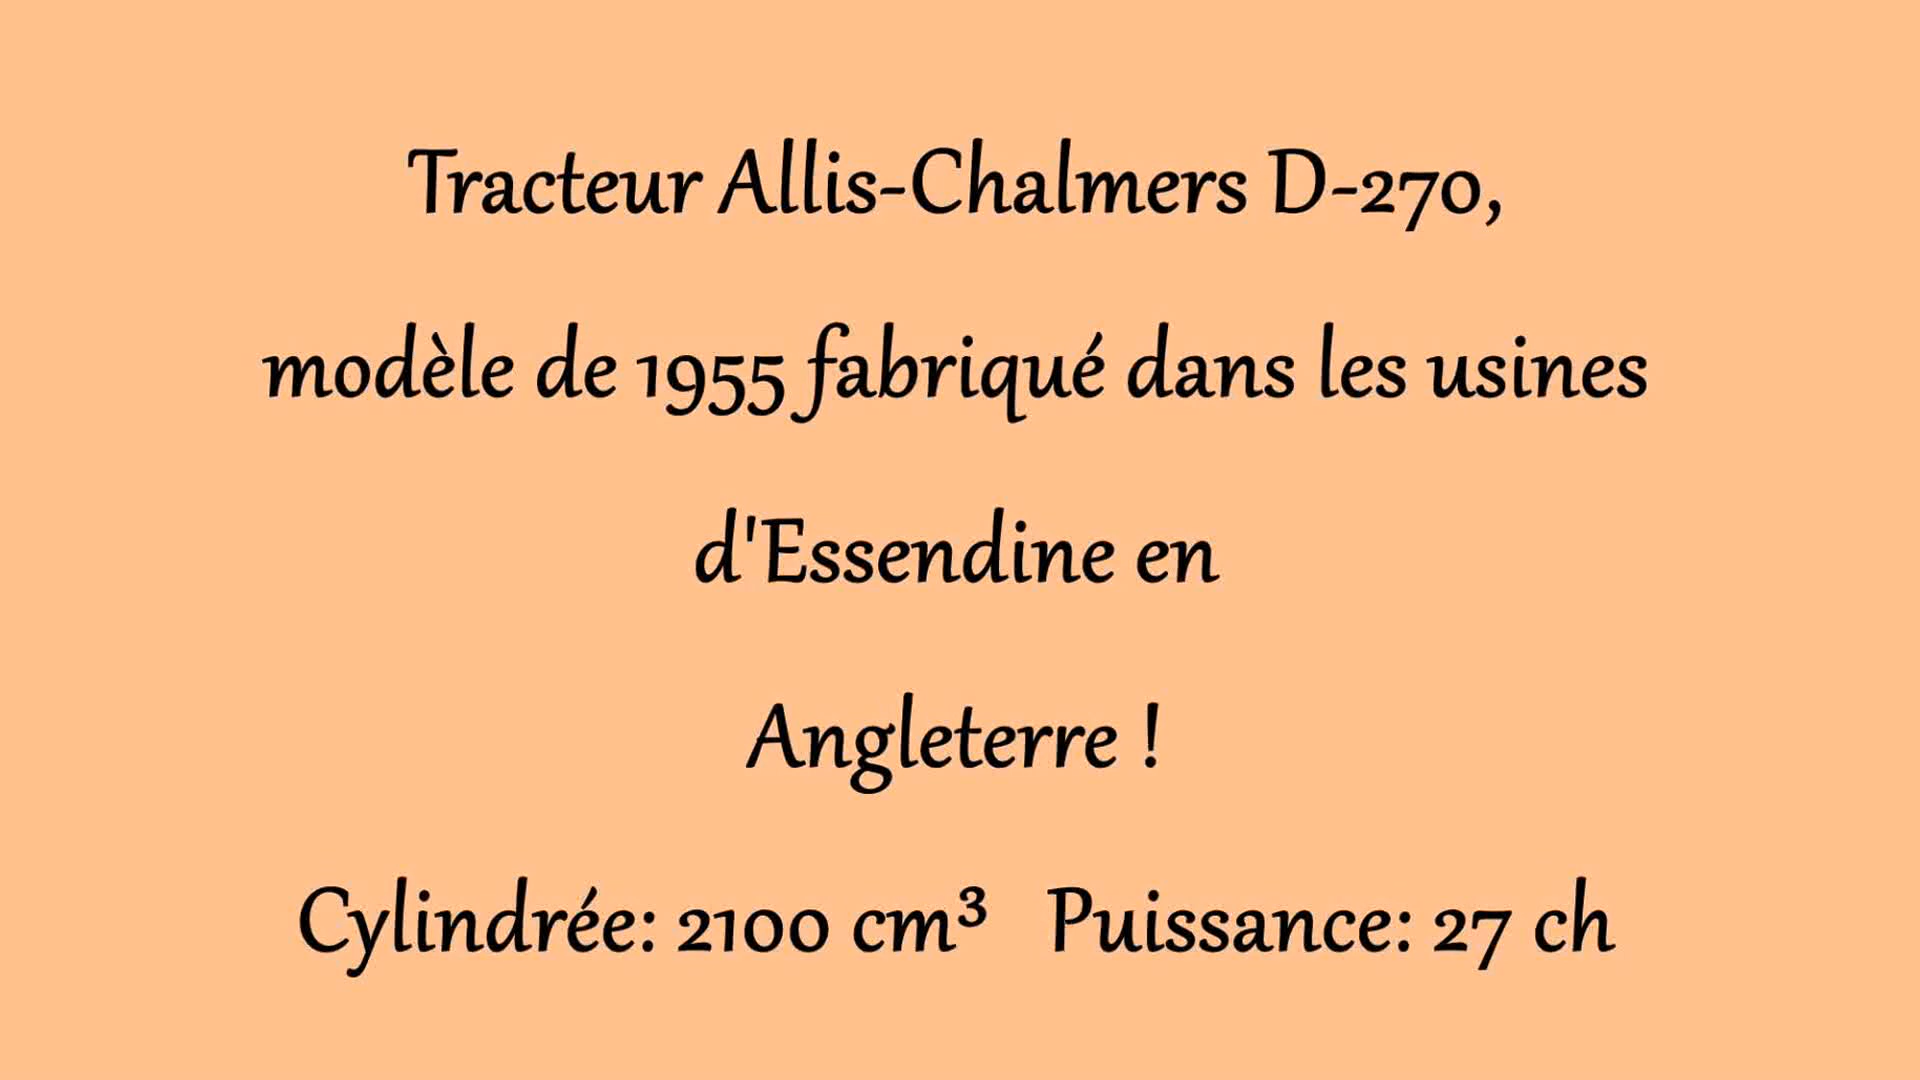 Tracteur Allis-Chalmers D-270,
modèle de 1955 fabriqué dans les usines
d'Essendine en
Angleterre !
Cylindrée: 2100 cm³ Puissance: 27 ch